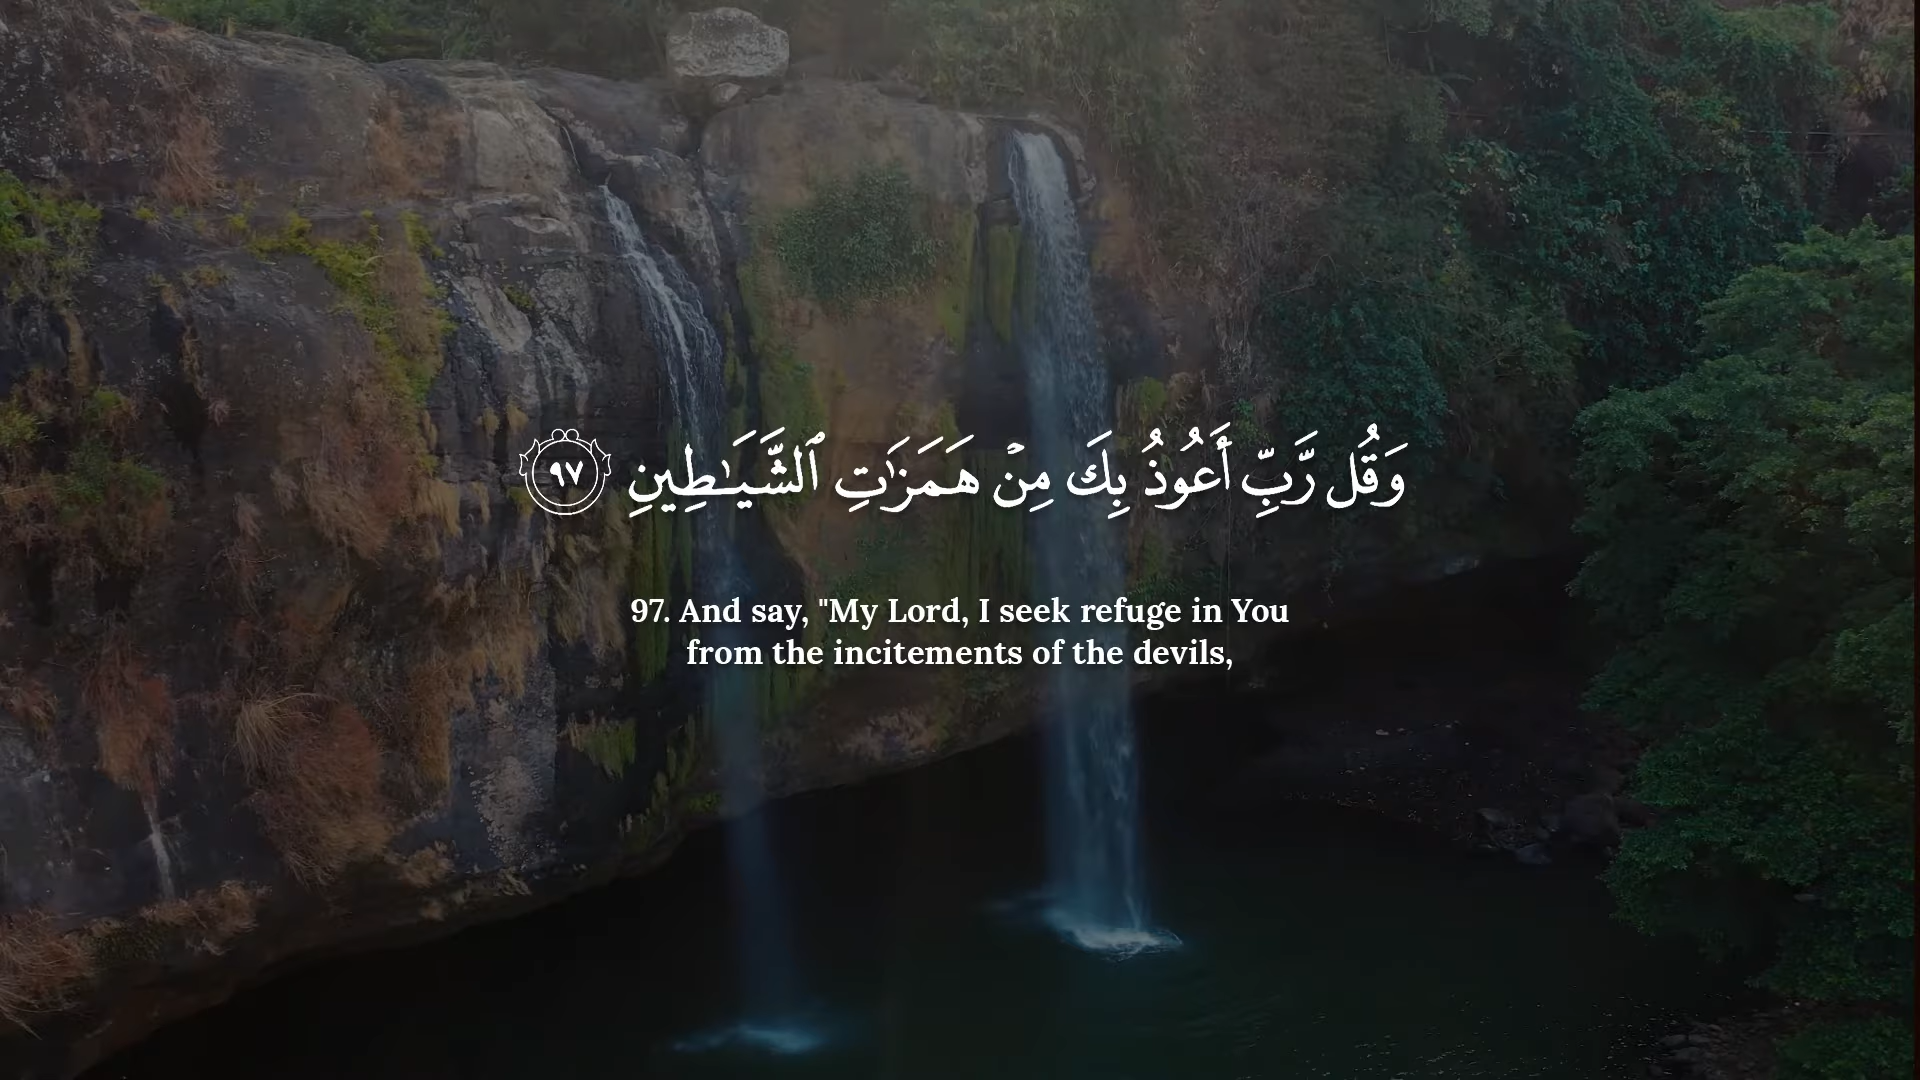 وَقُل رَّبِّ أَعُوذُ بِكَ مِنْ هَمَزَٰتِ ٱلشَّيَـٰطِينِ ٩٧
97. And say, "My Lord, I seek refuge in You
from the incitements of the devils,